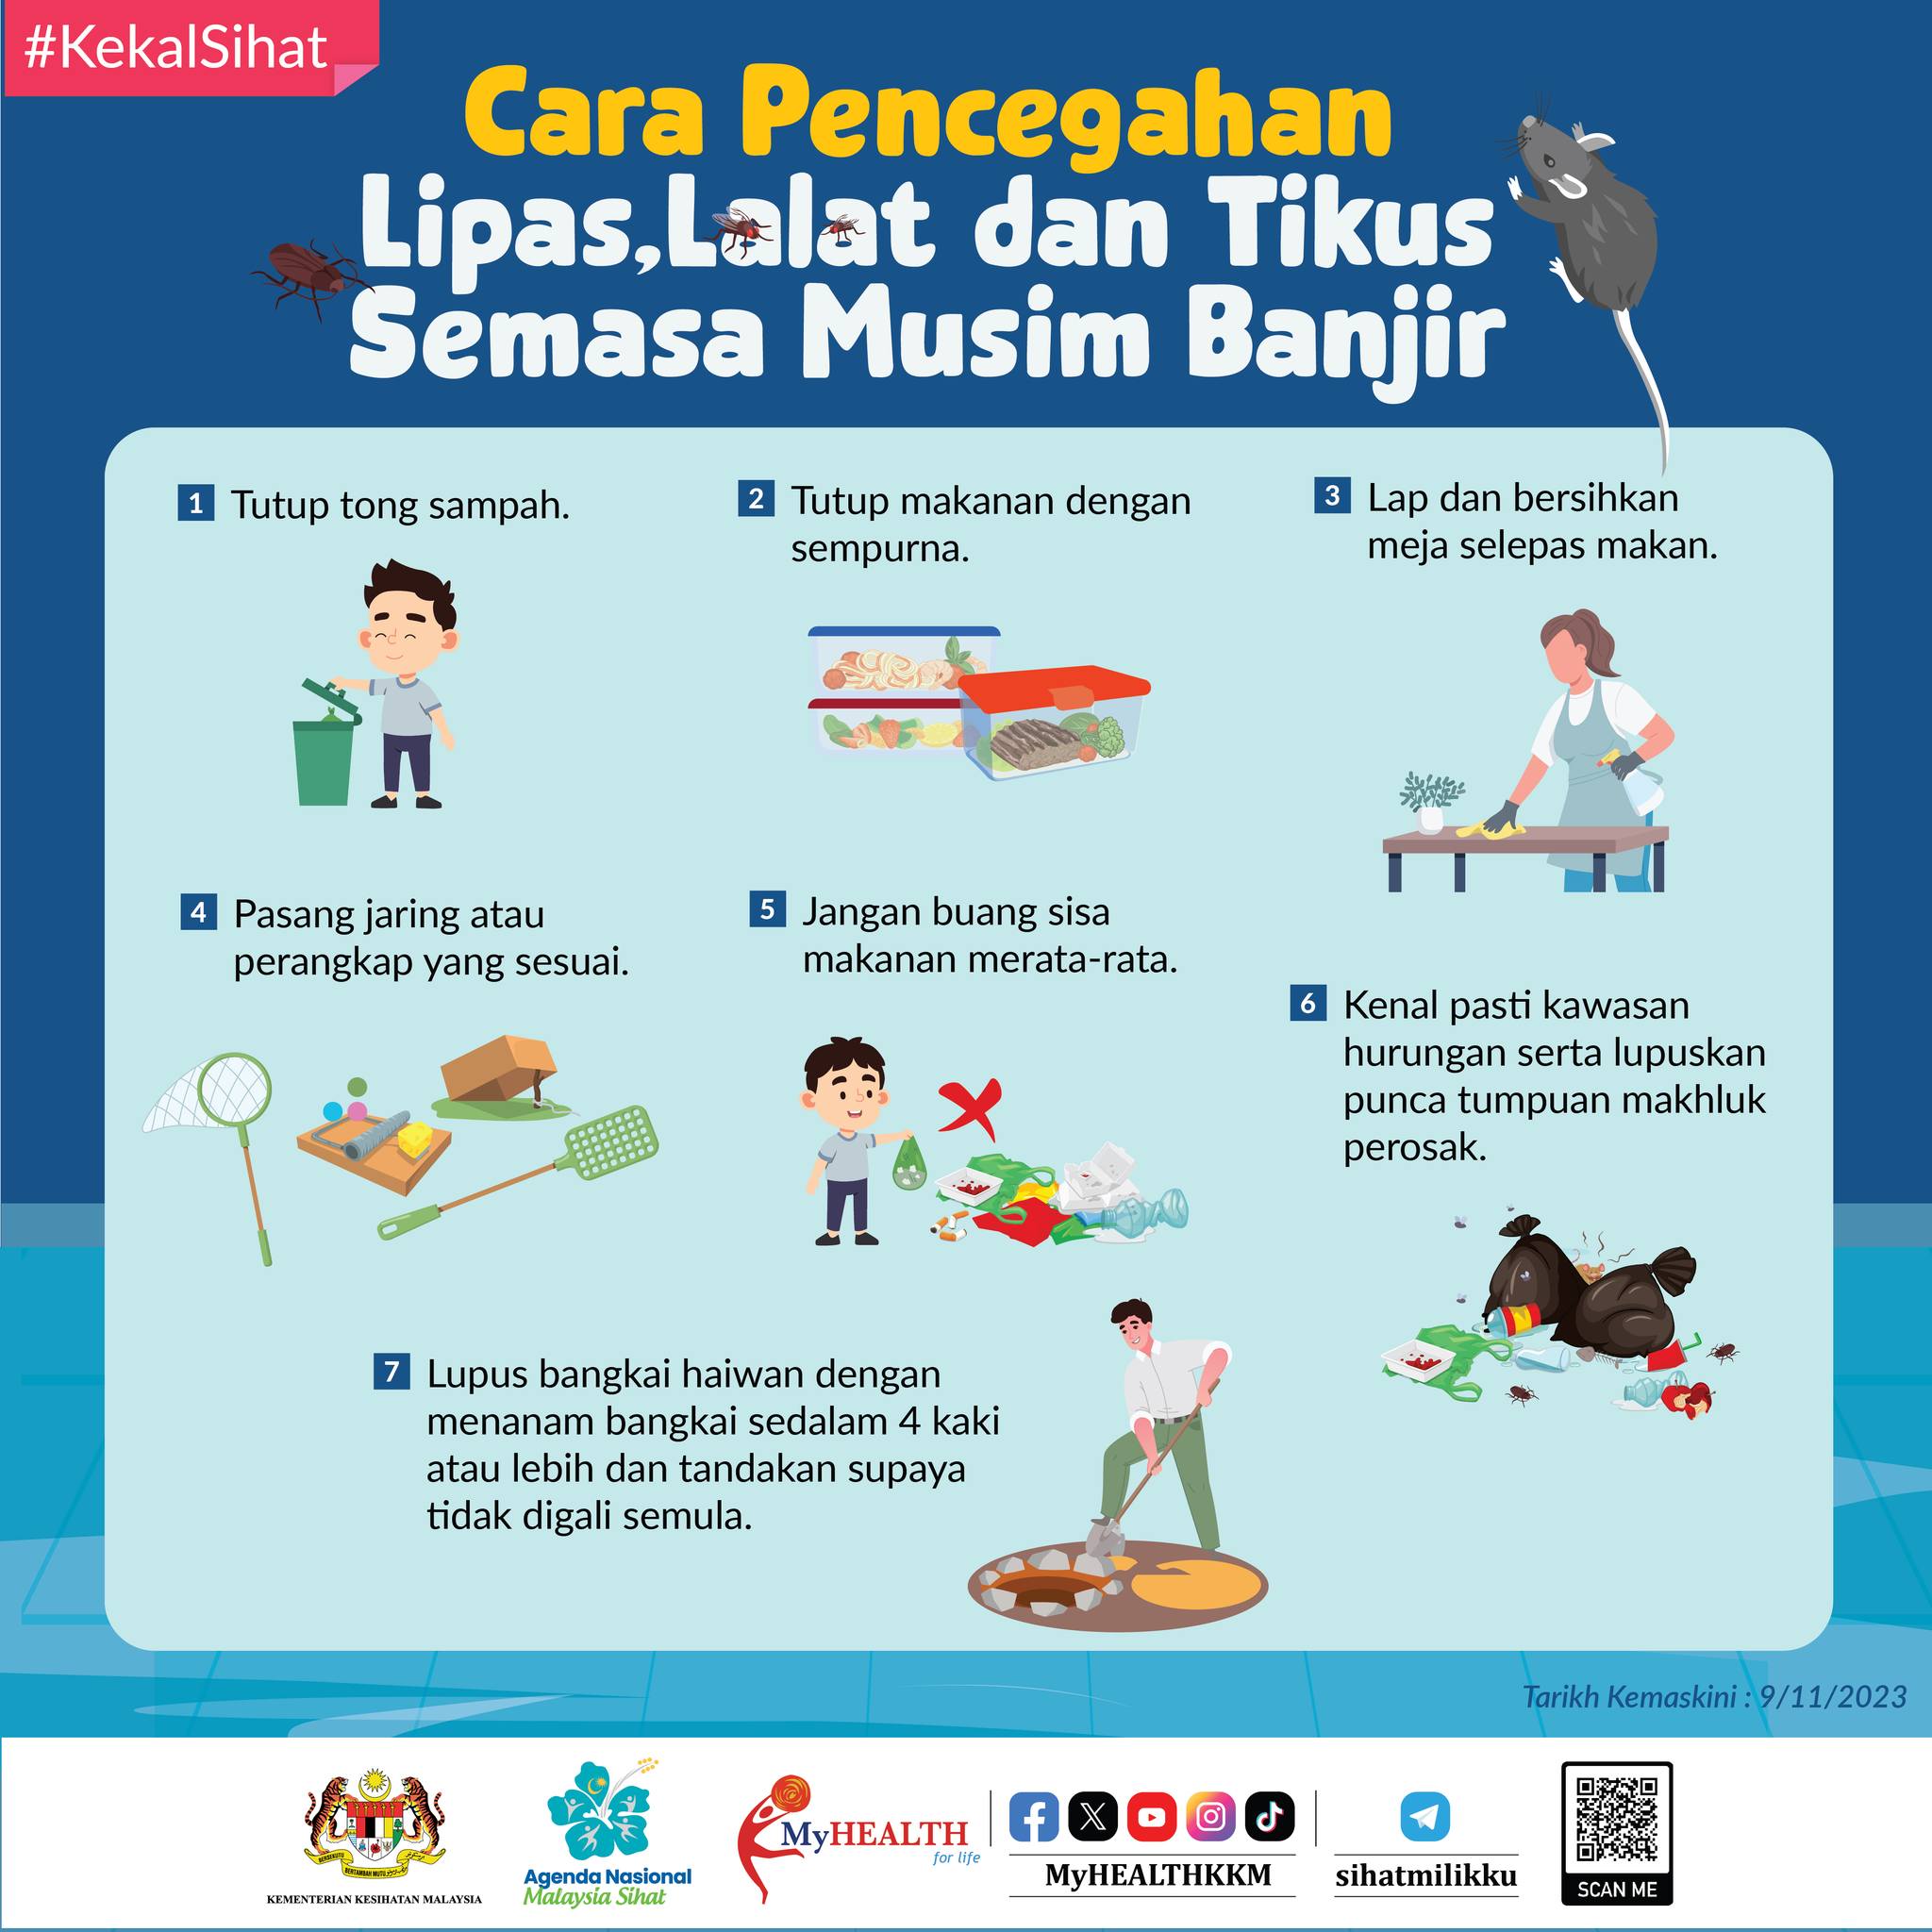 #KekalSihat
Cara Pencegahan
Lipas,Lalat dan Tikus
Semasa Musim Banjir
1 Tutup tong sampah.
2 Tutup makanan dengan
sempurna.
3 Lap dan bersihkan
meja selepas makan.
4 Pasang jaring atau
perangkap yang sesuai.
5 Jangan buang sisa
makanan merata-rata.
6 Kenal pasti kawasan
hurungan serta lupuskan
punca tumpuan makhluk
perosak.
7 Lupus bangkai haiwan dengan
menanam bangkai sedalam 4 kaki
atau lebih dan tandakan supaya
tidak digali semula.
Tarikh Kemaskini : 9/11/2023
BERSEKUTU BERTAMBAH MUTU
KEMENTERIAN KESIHATAN MALAYSIA
Agenda Nasional
Malaysia Sihat
MyHEALTH
for life
MyHEALTHKKM
sihatmilikku
SCAN ME